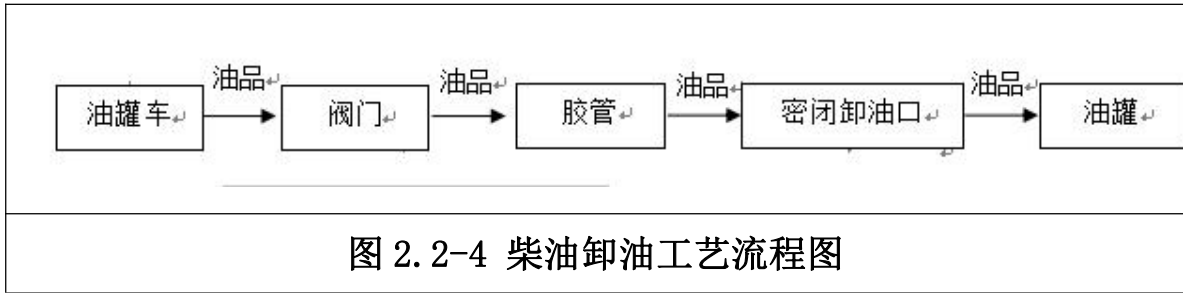 油品 油品 油品 油品
油罐车 阀门 胶管 密闭卸油口 油罐
图 2.2-4 柴油卸油工艺流程图